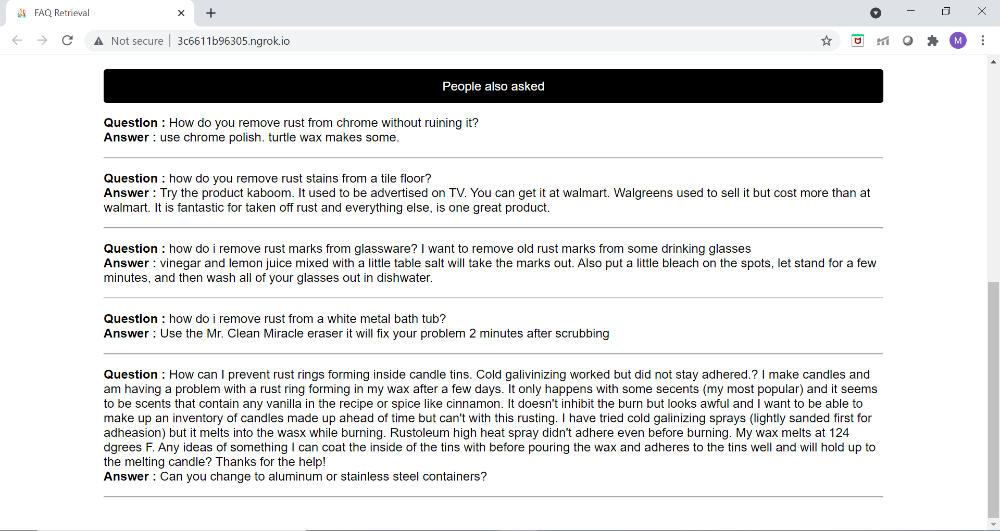 FAQ Retrieval
Not secure
3c6611b96305.ngrok.io
M
People also asked
Question : How do you remove rust from chrome without ruining it?
Answer : use chrome polish. turtle wax makes some.
Question : how do you remove rust stains from a tile floor?
Answer : Try the product kaboom. It used to be advertised on TV. You can get it at walmart. Walgreens used to sell it but cost more than at
walmart. It is fantastic for taken off rust and everything else, is one great product.
Question : how do i remove rust marks from glassware? I want to remove old rust marks from some drinking glasses
Answer : vinegar and lemon juice mixed with a little table salt will take the marks out. Also put a little bleach on the spots, let stand for a few
minutes, and then wash all of your glasses out in dishwater.
Question : how do i remove rust from a white metal bath tub?
Answer : Use the Mr. Clean Miracle eraser it will fix your problem 2 minutes after scrubbing
Question : How can I prevent rust rings forming inside candle tins. Cold galivinizing worked but did not stay adhered.? I make candles and
am having a problem with a rust ring forming in my wax after a few days. It only happens with some secents (my most popular) and it seems
to be scents that contain any vanilla in the recipe or spice like cinnamon. It doesn't inhibit the burn but looks awful and I want to be able to
make up an inventory of candles made up ahead of time but can't with this rusting. I have tried cold galinizing sprays (lightly sanded first for
adheasion) but it melts into the wasx while burning. Rustoleum high heat spray didn't adhere even before burning. My wax melts at 124
dgrees F. Any ideas of something I can coat the inside of the tins with before pouring the wax and adheres to the tins well and will hold up to
the melting candle? Thanks for the help!
Answer : Can you change to aluminum or stainless steel containers?